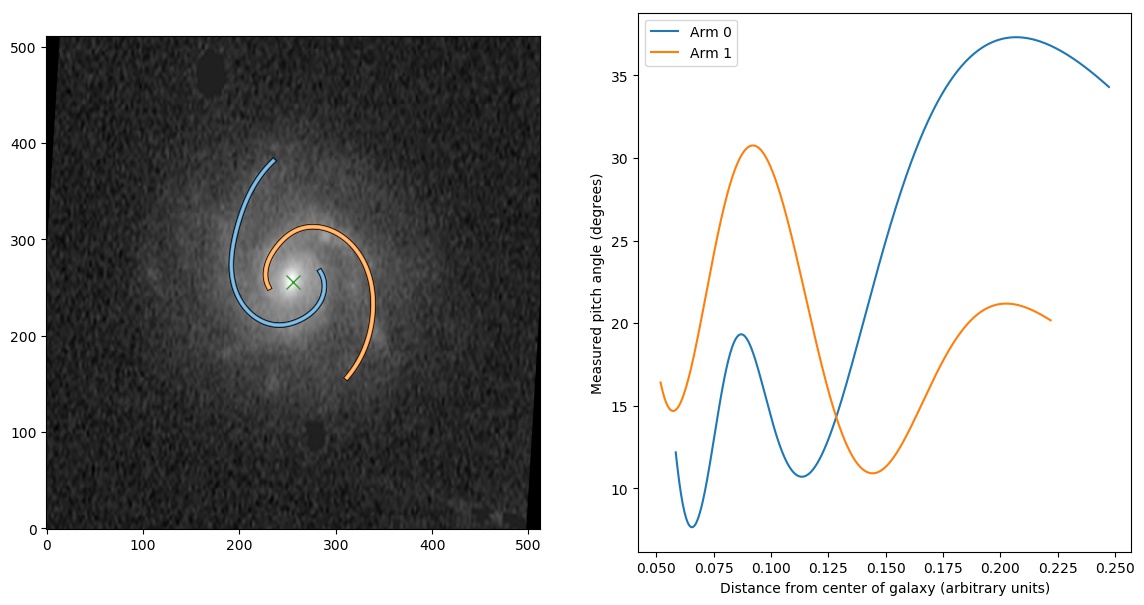 500
400
300
200
100
0
0 100 200 300 400 500
Arm 0
Arm 1
Measured pitch angle (degrees)
35
30
25
20
15
10
0.050 0.075 0.100 0.125 0.150 0.175 0.200 0.225 0.250
Distance from center of galaxy (arbitrary units)